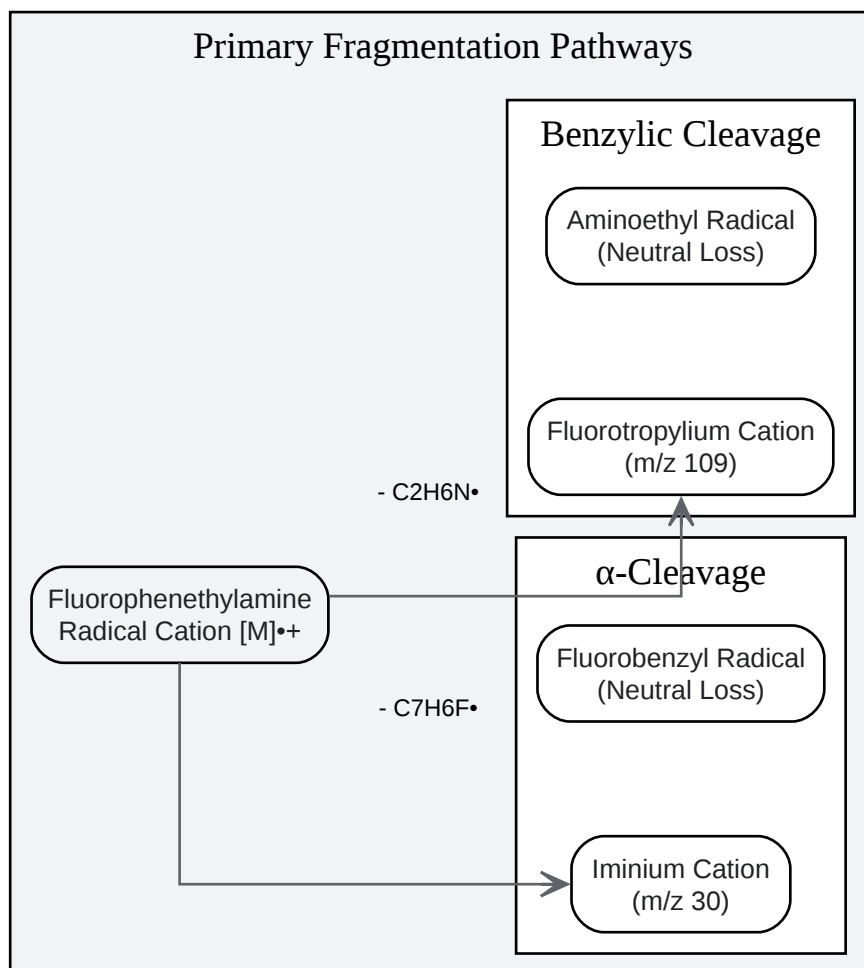 Primary Fragmentation Pathways
Benzylic Cleavage
Aminoethyl Radical
(Neutral Loss)
Fluorotropylium Cation
(m/z 109)
- C2H6N•
α-Cleavage
Fluorophenethylamine
Radical Cation [M]•+
Fluorobenzyl Radical
(Neutral Loss)
- C7H6F•
Iminium Cation
(m/z 30)